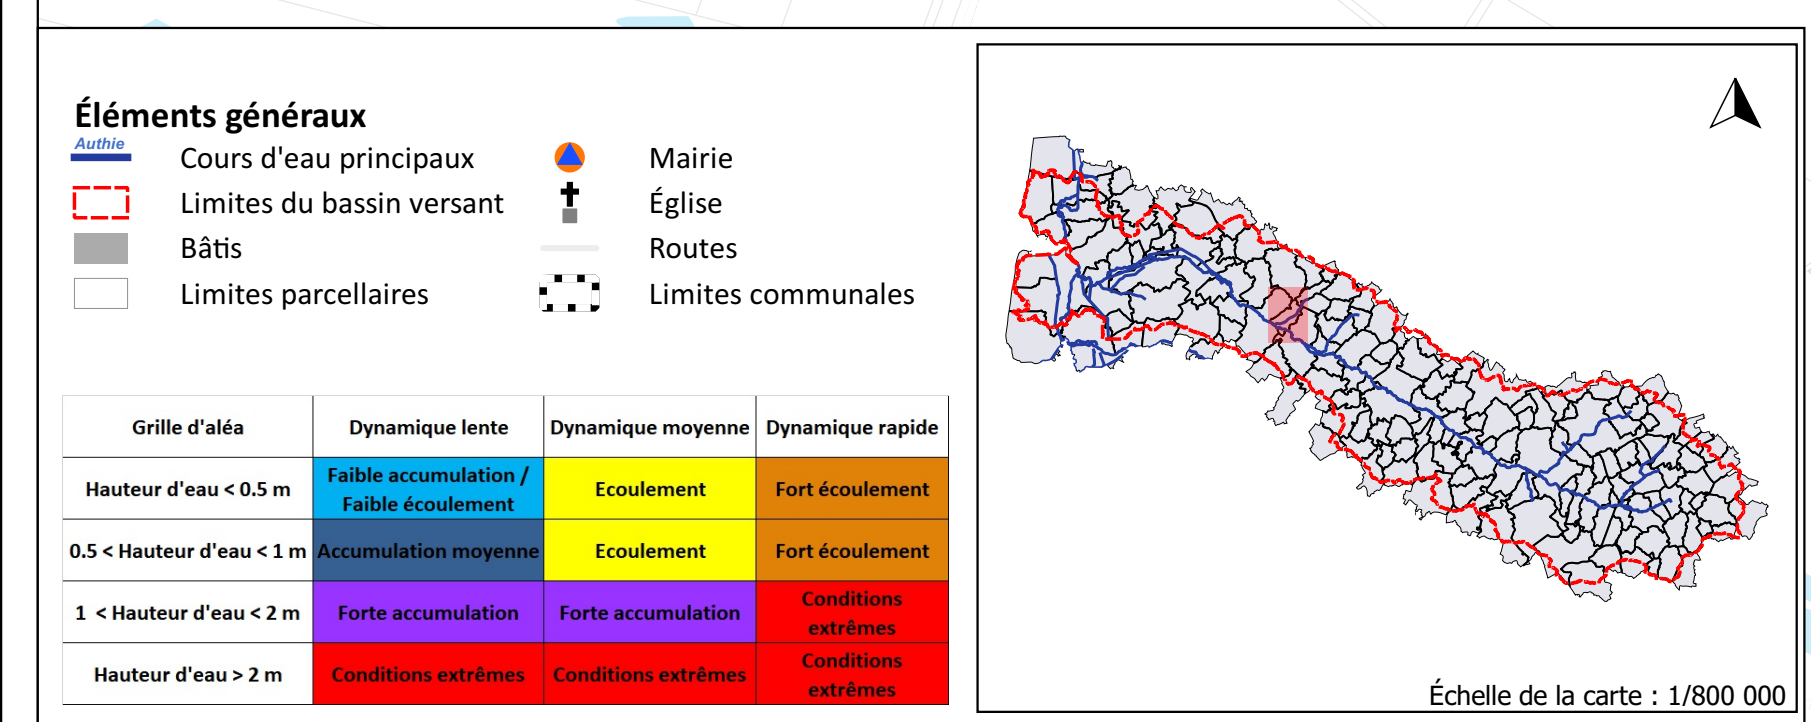 Éléments généraux
Authie
Cours d'eau principaux
Mairie
Limites du bassin versant
Église
Bâtis
Routes
Limites parcellaires
Limites communales
Grille d'aléa
Dynamique lente
Dynamique moyenne
Dynamique rapide
Hauteur d'eau < 0.5 m
Faible accumulation /
Faible écoulement
Ecoulement
Fort écoulement
0.5 < Hauteur d'eau < 1 m
Accumulation moyenne
Ecoulement
Fort écoulement
1 < Hauteur d'eau < 2 m
Forte accumulation
Forte accumulation
Conditions
extrêmes
Hauteur d'eau > 2 m
Conditions extrêmes
Conditions extrêmes
Conditions
extrêmes
Échelle de la carte : 1/800 000